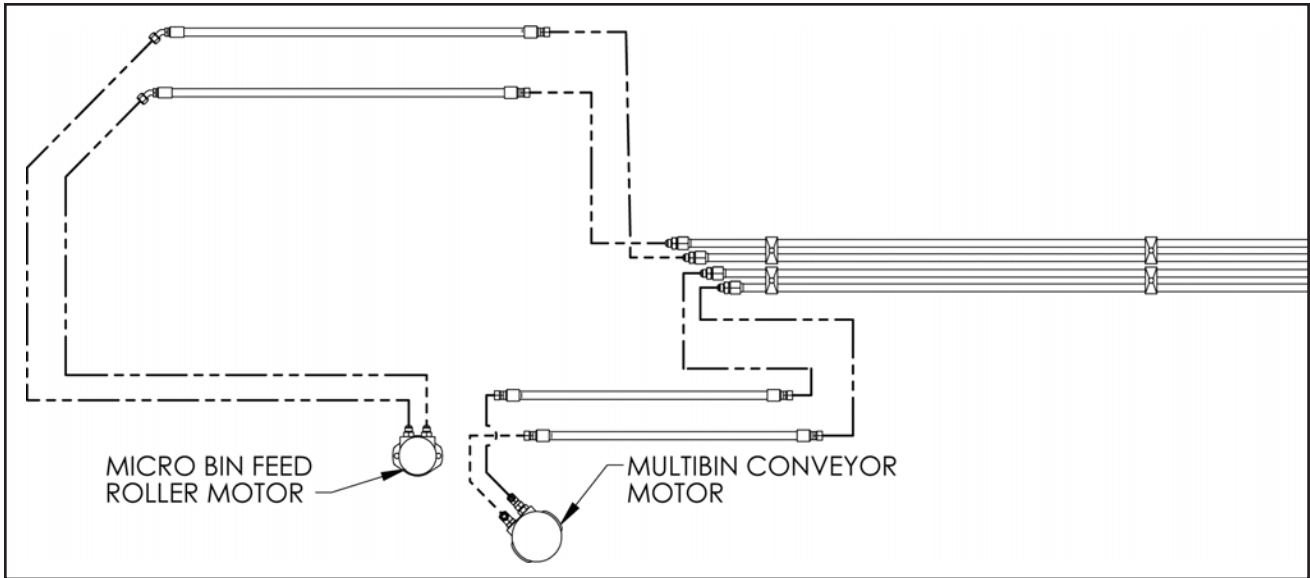 MICRO BIN FEED
ROLLER MOTOR
MULTIBIN CONVEYOR
MOTOR